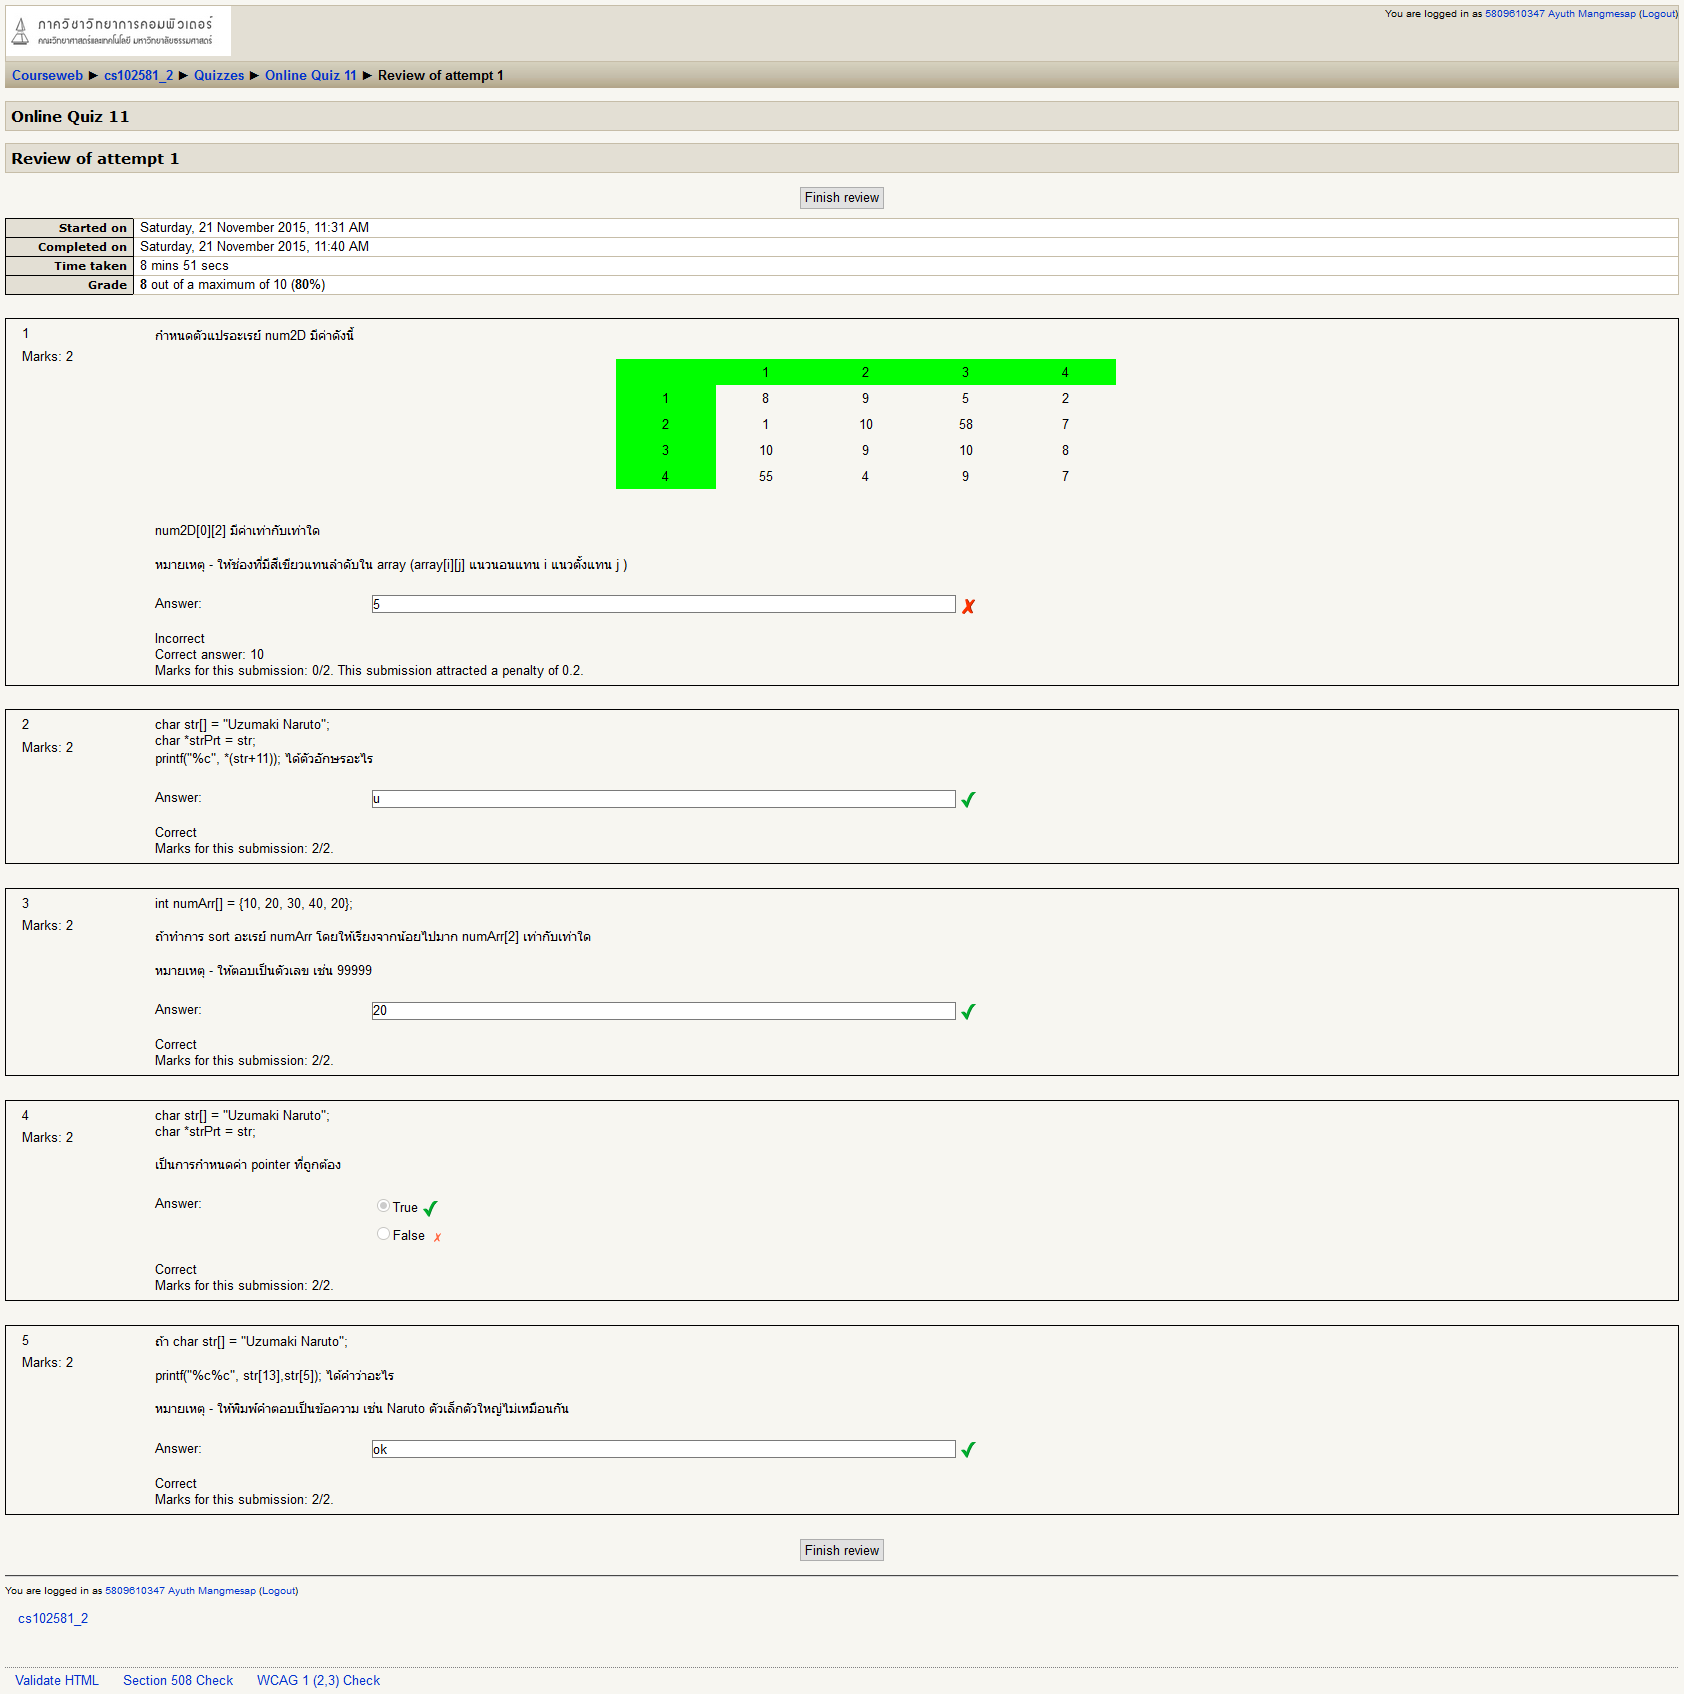 ภาควิชาวิทยาการคอมพิวเตอร์
คณะวิทยาศาสตร์และเทคโนโลยี มหาวิทยาลัยธรรมศาสตร์
You are logged in as 5809610347 Ayuth Mangmesap (Logout)
Courseweb ► cs102581_2 ► Quizzes ► Online Quiz 11 ► Review of attempt 1
Online Quiz 11
Review of attempt 1
Finish review
Started on Saturday, 21 November 2015, 11:31 AM
Completed on Saturday, 21 November 2015, 11:40 AM
Time taken 8 mins 51 secs
Grade 8 out of a maximum of 10 (80%)
1
Marks: 2
กำหนดตัวแปรอะเรย์ num2D มีค่าดังนี้
1 2 3 4
1 8 9 5 2
2 1 10 58 7
3 10 9 10 8
4 55 4 9 7
num2D[0][2] มีค่าเท่ากับเท่าใด
หมายเหตุ - ให้ช่องที่มีสีเขียวแทนลำดับใน array (array[i][j] แนวนอนแทน i แนวตั้งแทน j )
Answer: 5 ✗
Incorrect
Correct answer: 10
Marks for this submission: 0/2. This submission attracted a penalty of 0.2.
2
Marks: 2
char str[] = "Uzumaki Naruto";
char *strPrt = str;
printf("%c", *(str+11)); ได้ตัวอักษรอะไร
Answer: u ✓
Correct
Marks for this submission: 2/2.
3
Marks: 2
int numArr[] = {10, 20, 30, 40, 20};
ถ้าทำการ sort อะเรย์ numArr โดยให้เรียงจากน้อยไปมาก numArr[2] เท่ากับเท่าใด
หมายเหตุ - ให้ตอบเป็นตัวเลข เช่น 99999
Answer: 20 ✓
Correct
Marks for this submission: 2/2.
4
Marks: 2
char str[] = "Uzumaki Naruto";
char *strPrt = str;
เป็นการกำหนดค่า pointer ที่ถูกต้อง
Answer: True ✓
False ✗
Correct
Marks for this submission: 2/2.
5
Marks: 2
ถ้า char str[] = "Uzumaki Naruto";
printf("%c%c", str[13],str[5]); ได้คำว่าอะไร
หมายเหตุ - ให้พิมพ์คำตอบเป็นข้อความ เช่น Naruto ตัวเล็กตัวใหญ่ไม่เหมือนกัน
Answer: ok ✓
Correct
Marks for this submission: 2/2.
Finish review
You are logged in as 5809610347 Ayuth Mangmesap (Logout)
cs102581_2
Validate HTML Section 508 Check WCAG 1 (2,3) Check